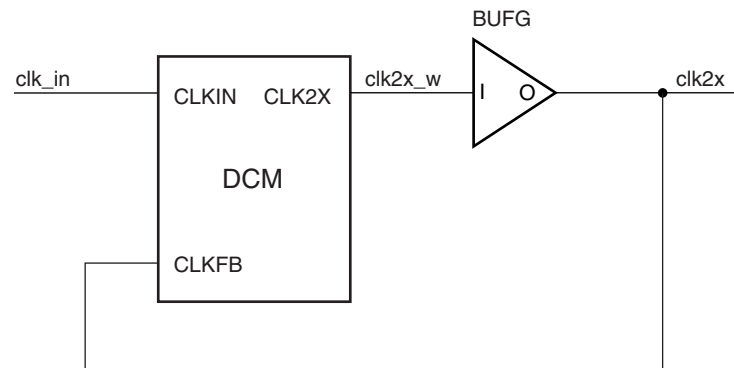 BUFG
clk_in
CLKIN CLK2X
clk2x_w
I O
clk2x
DCM
CLKFB